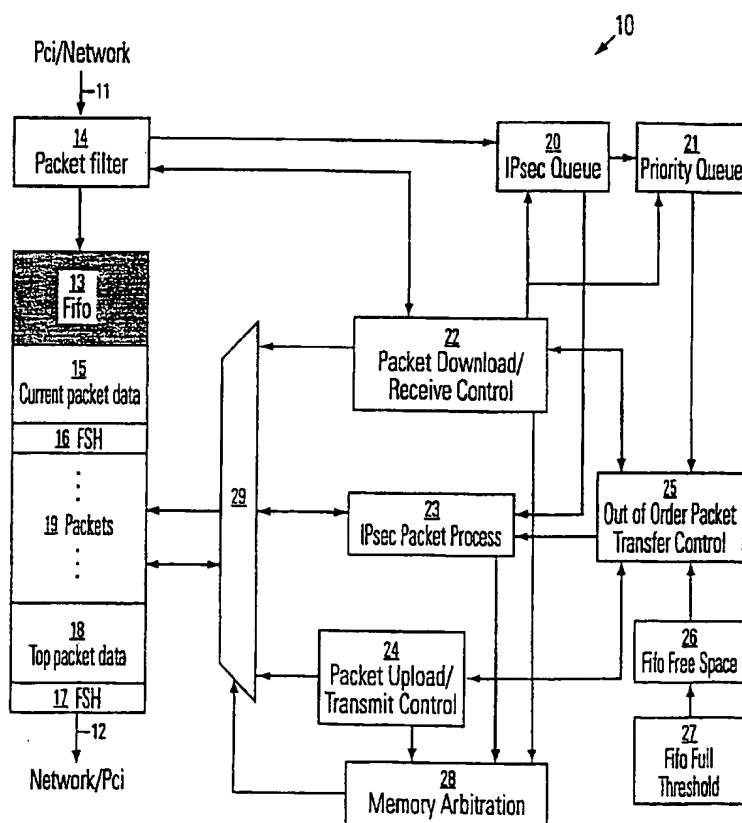 10
Pci/Network
11
14
Packet filter
20
IPsec Queue
21
Priority Queue
13
Fifo
22
Packet Download/
Receive Control
15
Current packet data
16 FSH
29
19 Packets
23
IPsec Packet Process
25
Out of Order Packet
Transfer Control
18
Top packet data
24
Packet Upload/
Transmit Control
26
Fifo Free Space
17 FSH
12
27
Fifo Full
Threshold
28
Memory Arbitration
Network/Pci